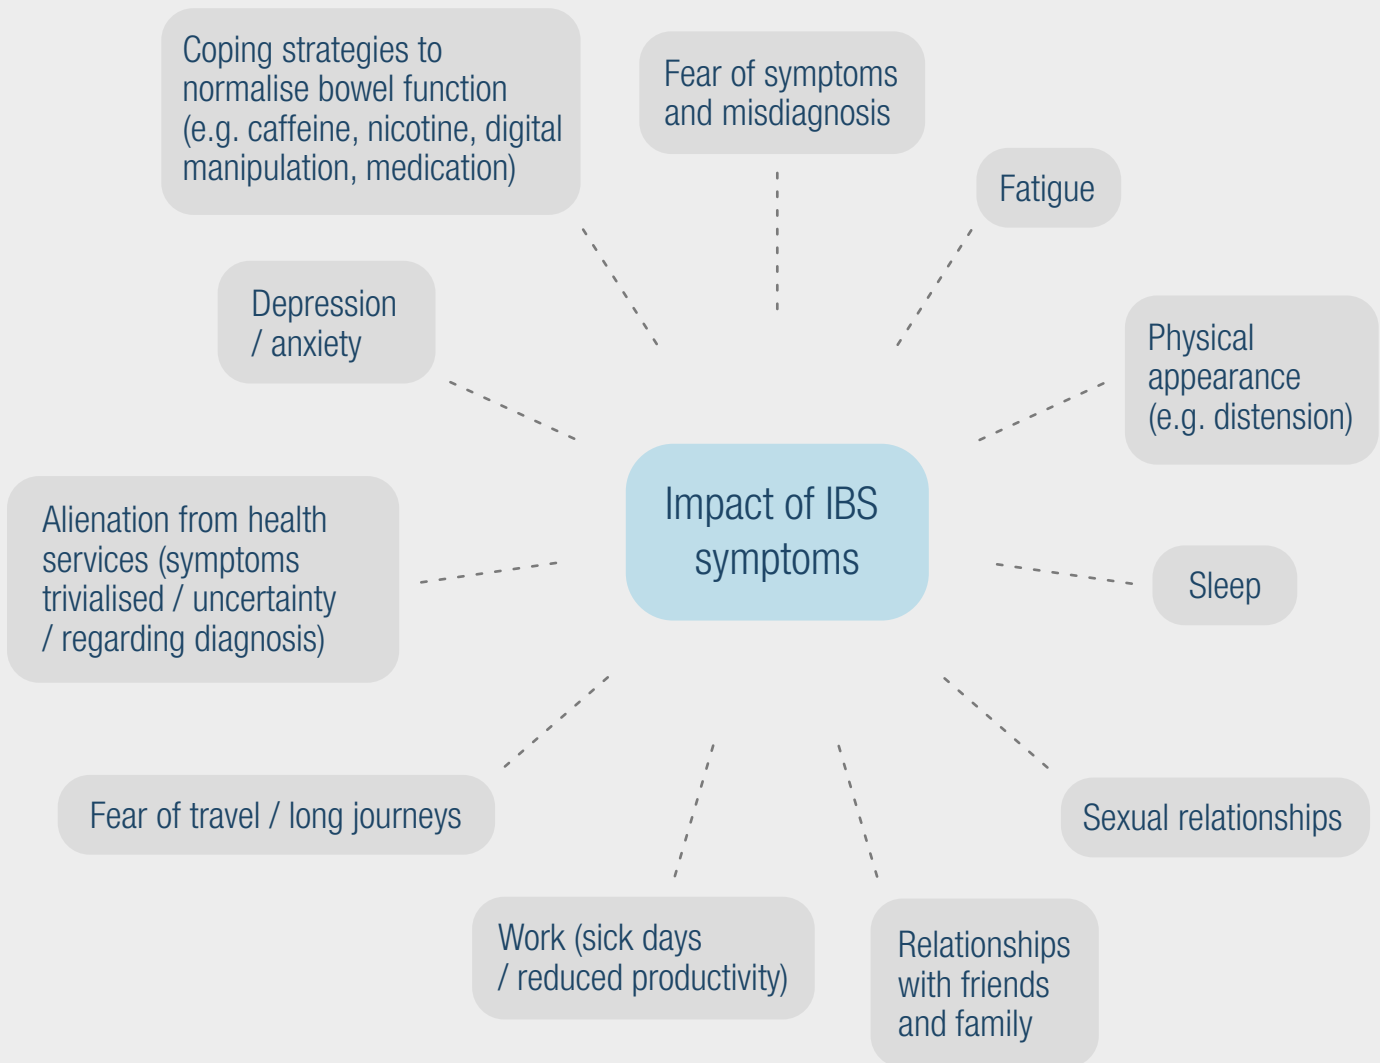 Coping strategies to
normalise bowel function
(e.g. caffeine, nicotine, digital
manipulation, medication)
Fear of symptoms
and misdiagnosis
Fatigue
Depression
/ anxiety
Physical
appearance
(e.g. distension)
Impact of IBS
symptoms
Alienation from health
services (symptoms
trivialised / uncertainty
/ regarding diagnosis)
Sleep
Fear of travel / long journeys
Sexual relationships
Work (sick days
/ reduced productivity)
Relationships
with friends
and family